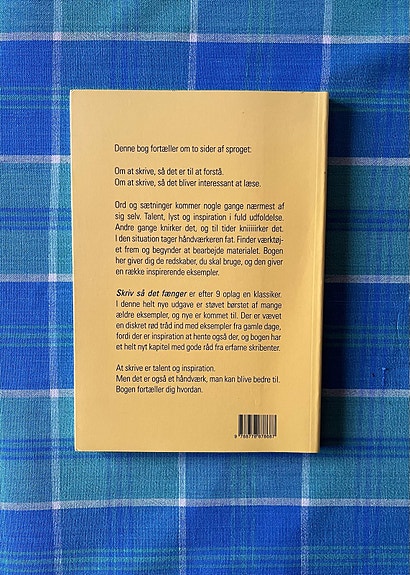 Denne bog fortæller om to sider af sproget:
Om at skrive, så det er til at forstå.
Om at skrive, så det bliver interessant at læse.
Ord og sætninger kommer nogle gange nærmest af
sig selv. Talent, lyst og inspiration i fuld udfoldelse.
Andre gange knirker det, og til tider kniiiiirker det.
I den situation tager håndværkeren fat. Finder værktøj-
et frem og begynder at bearbejde materialet. Bogen
her giver dig de redskaber, du skal bruge, og den giver
en række inspirerende eksempler.
Skriv så det fænger er efter 9 oplag en klassiker.
I denne helt nye udgave er støvet børstet af mange
ældre eksempler, og nye er kommet til. Der er vævet
en diskret rød tråd ind med eksempler fra gamle dage,
fordi der er inspiration at hente også der, og bogen har
et helt nyt kapitel med gode råd fra erfarne skribenter.
At skrive er talent og inspiration.
Men det er også et håndværk, man kan blive bedre til.
Bogen fortæller dig hvordan.